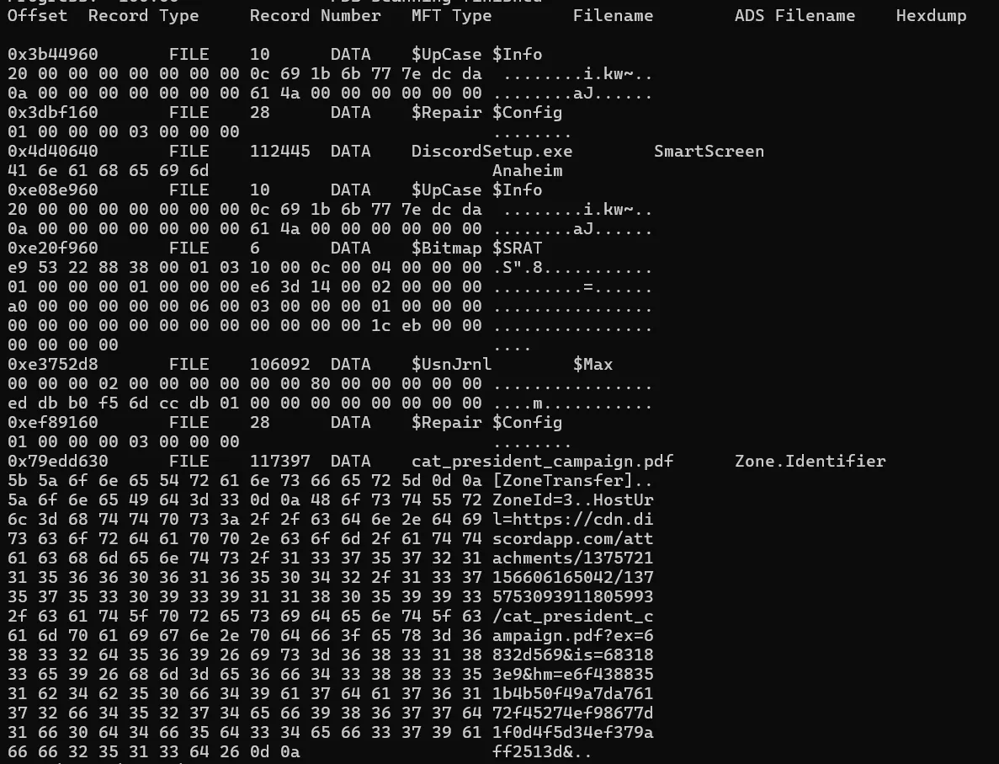 Offset  Record Type     Record Number   MFT Type        Filename        ADS Filename    Hexdump
0x3b44960       FILE    10      DATA    $UpCase $Info
20 00 00 00 00 00 00 00 0c 69 1b 6b 77 7e dc da  ........i.kw~..
0a 00 00 00 00 00 00 00 61 4a 00 00 00 00 00 00 ........aJ......
0x3dbf160       FILE    28      DATA    $Repair $Config
01 00 00 00 03 00 00 00                         ........
0x4d40640       FILE    112445  DATA    DiscordSetup.exe        SmartScreen
41 6e 61 68 65 69 6d                            Anaheim
0xe08e960       FILE    10      DATA    $UpCase $Info
20 00 00 00 00 00 00 00 0c 69 1b 6b 77 7e dc da  ........i.kw~..
0a 00 00 00 00 00 00 00 61 4a 00 00 00 00 00 00 ........aJ......
0xe20f960       FILE    6       DATA    $Bitmap $SRAT
e9 53 22 88 38 00 01 03 10 00 0c 00 04 00 00 00 .S".8...........
01 00 00 00 01 00 00 00 e6 3d 14 00 02 00 00 00 .........=......
a0 00 00 00 00 00 06 00 03 00 00 00 01 00 00 00 ................
00 00 00 00 00 00 00 00 00 00 00 00 1c eb 00 00 ................
00 00 00 00                                     ....
0xe3752d8       FILE    106092  DATA    $UsnJrnl        $Max
00 00 00 02 00 00 00 00 00 00 80 00 00 00 00 00 ................
ed db b0 f5 6d cc db 01 00 00 00 00 00 00 00 00 ....m...........
0xef89160       FILE    28      DATA    $Repair $Config
01 00 00 00 03 00 00 00                         ........
0x79edd630      FILE    117397  DATA    cat_president_campaign.pdf      Zone.Identifier
5b 5a 6f 6e 65 54 72 61 6e 73 66 65 72 5d 0d 0a [ZoneTransfer]..
5a 6f 6e 65 49 64 3d 33 0d 0a 48 6f 73 74 55 72 ZoneId=3..HostUr
6c 3d 68 74 74 70 73 3a 2f 2f 63 64 6e 2e 64 69 l=https://cdn.di
73 63 6f 72 64 61 70 70 2e 63 6f 6d 2f 61 74 74 scordapp.com/att
61 63 68 6d 65 6e 74 73 2f 31 33 37 35 37 32 31 achments/1375721
31 35 36 36 30 36 31 36 35 30 34 32 2f 31 33 37 156606165042/137
35 37 35 33 30 39 33 39 31 31 38 30 35 39 39 33 5753093911805993
2f 63 61 74 5f 70 72 65 73 69 64 65 6e 74 5f 63 /cat_president_c
61 6d 70 61 69 67 6e 2e 70 64 66 3f 65 78 3d 36 ampaign.pdf?ex=6
38 33 32 64 35 36 39 26 69 73 3d 36 38 33 31 38 832d569&is=68318
33 65 39 26 68 6d 3d 65 36 66 34 33 38 38 33 35 3e9&hm=e6f438835
31 62 34 62 35 30 66 34 39 61 37 64 61 37 36 31 1b4b50f49a7da761
37 32 66 34 35 32 37 34 65 66 39 38 36 37 37 64 72f45274ef98677d
31 66 30 64 34 66 35 64 33 34 65 66 33 37 39 61 1f0d4f5d34ef379a
66 66 32 35 31 33 64 26 0d 0a                   ff2513d&..